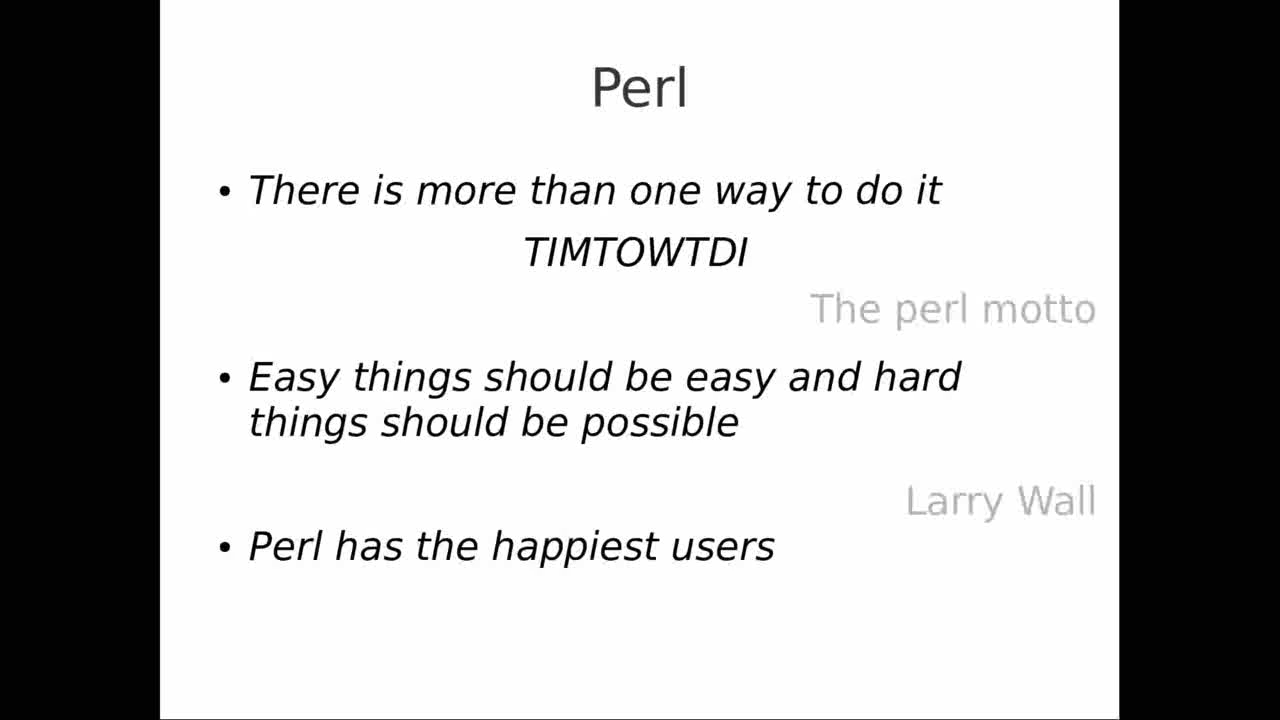 Perl
• There is more than one way to do it
TIMTOWTDI
The perl motto
• Easy things should be easy and hard
things should be possible
Larry Wall
• Perl has the happiest users